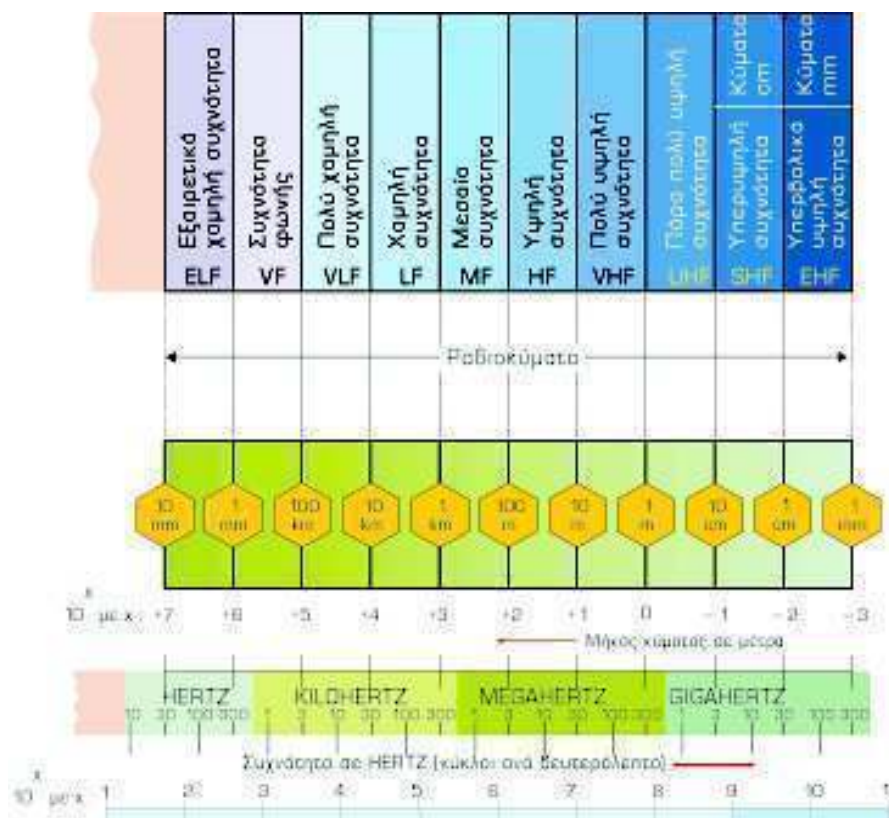 Εξαιρετικά
χαμηλή συχνότητα
ELF
Συχνότητα
φωνής
VF
Πολύ χαμηλή
συχνότητα
VLF
Χαμηλή
συχνότητα
LF
Μεσαία
συχνότητα
MF
Υψηλή
συχνότητα
HF
Πολύ υψηλή
συχνότητα
VHF
Πάρα πολύ υψηλή
συχνότητα
UHF
Κύματα
cm
Υπερυψηλή
συχνότητα
SHF
Κύματα
mm
Υπερβολικά
υψηλή
συχνότητα
EHF
Ραδιοκύματα
10 mm 1 mm 100 km 10 km 1 km 100 m 10 m 1 m 10 cm 1 cm 1 mm
10 x με x: +7 +6 +5 +4 +3 +2 +1 0 -1 -2 -3
Μήκος κύματος σε μέτρα
HERTZ KILOHERTZ MEGAHERTZ GIGAHERTZ
10 30 100 300 1 3 10 30 100 300 1 3 10 30 100 300 1 3 10 30 100 300
Συχνότητα σε HERTZ (κύκλοι ανά δευτερόλεπτο)
10 x με x 1 2 3 4 5 6 7 8 9 10